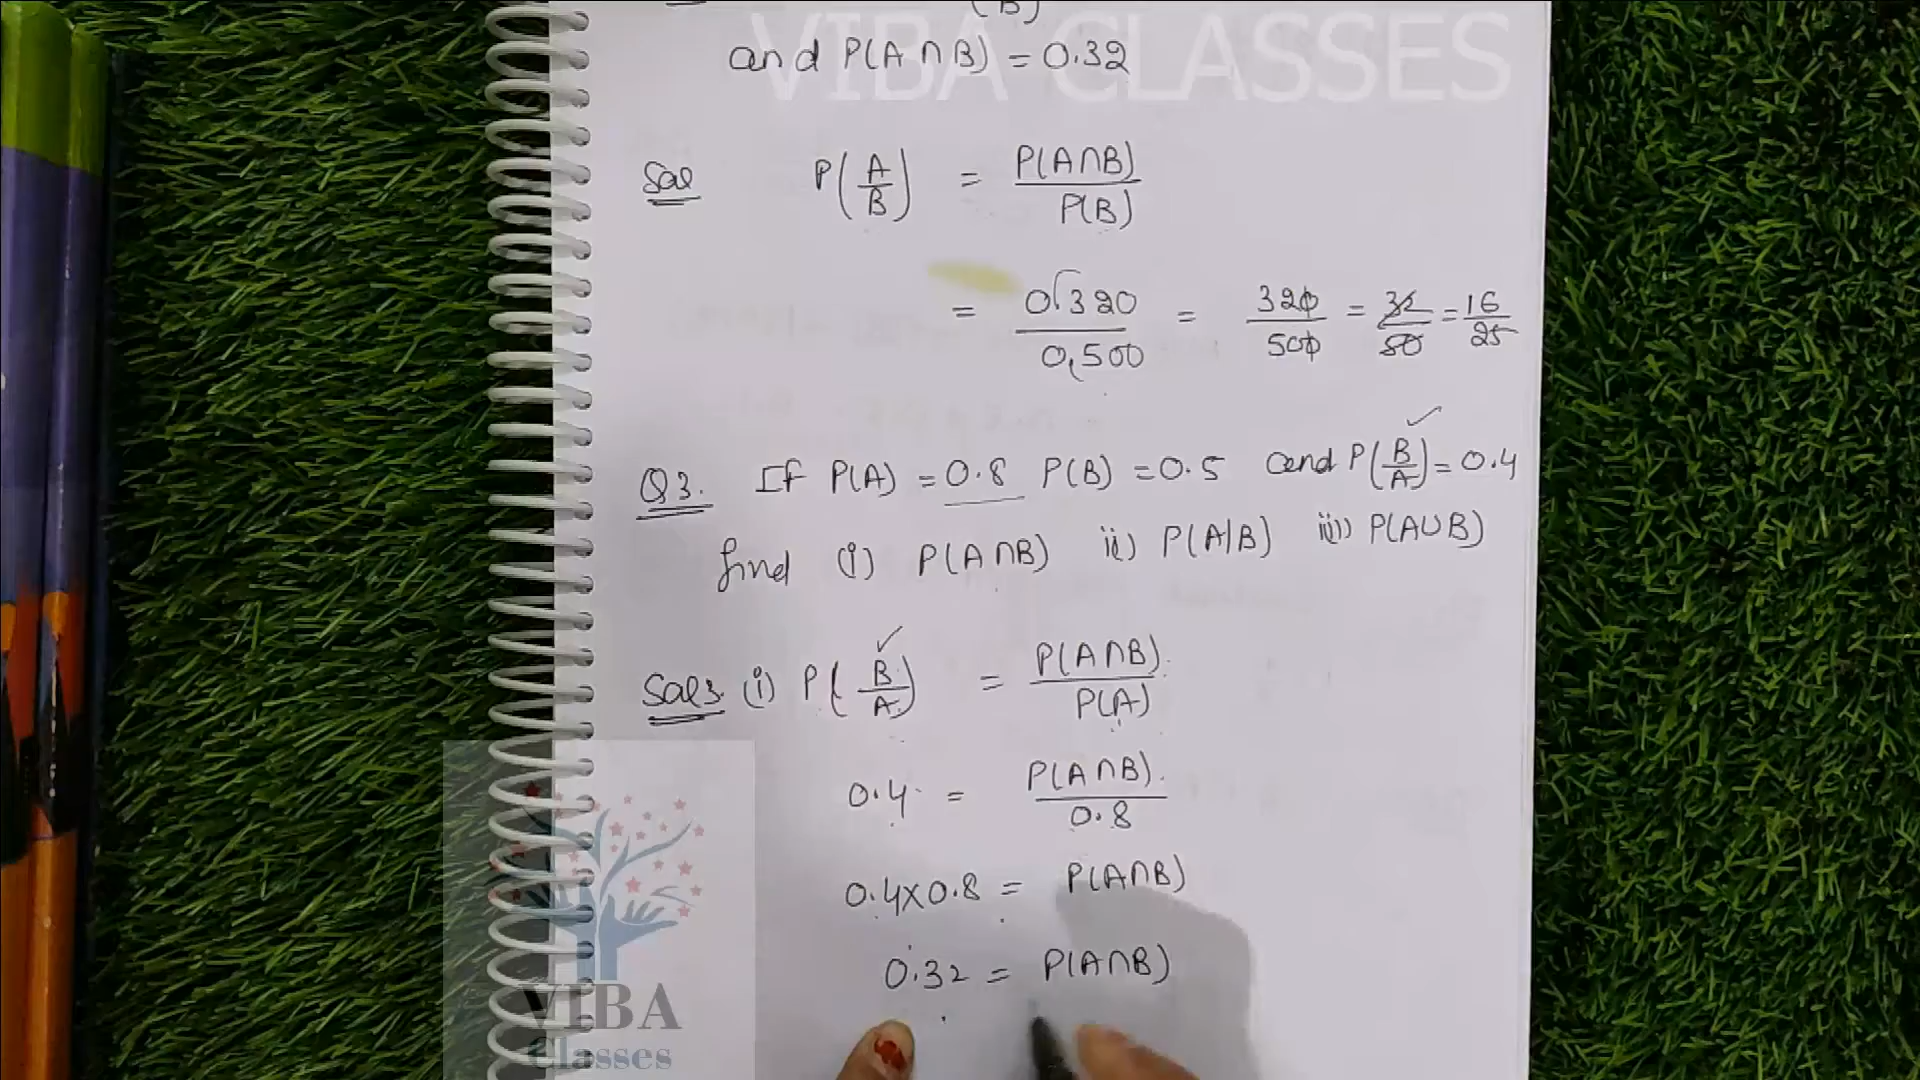 (B)
and P(A∩B) = 0.32
VIBA CLASSES
Sol P(A/B) = P(A∩B)/P(B)
= 0.320/0.500 = 320/500 = 32/50 = 16/25
Q3. If P(A) = 0.8 P(B) = 0.5 and P(B/A) = 0.4
find (i) P(A∩B) ii) P(A|B) iii) P(A∪B)
Sol3. (i) P(B/A) = P(A∩B)/P(A)
0.4 = P(A∩B)/0.8
0.4x0.8 = P(A∩B)
0.32 = P(A∩B)
VIBA
Classes